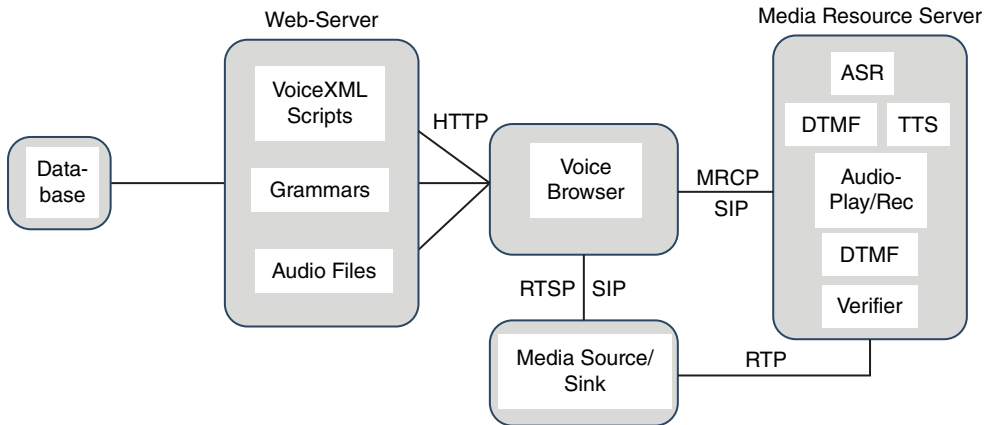 Web-Server
Media Resource Server
Data-
base
VoiceXML
Scripts
Grammars
Audio Files
HTTP
Voice
Browser
MRCP
SIP
ASR
DTMF
TTS
Audio-
Play/Rec
DTMF
Verifier
RTSP
SIP
Media Source/
Sink
RTP